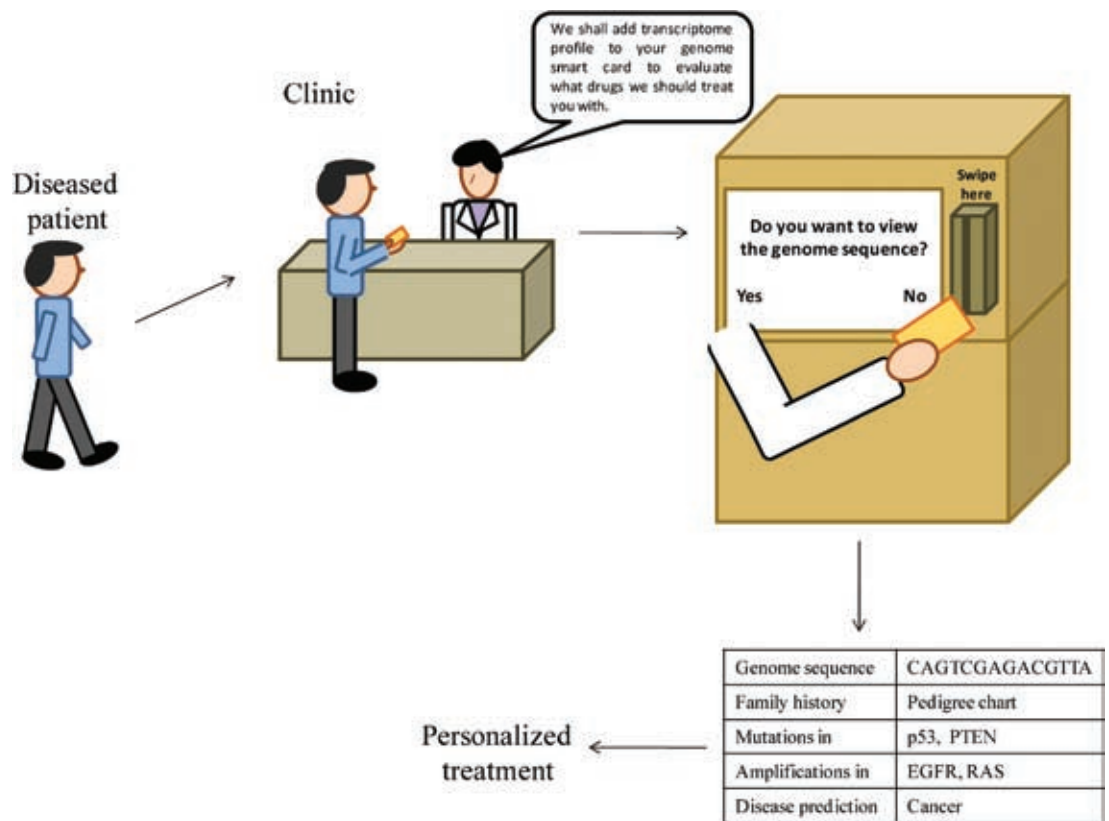 We shall add transcriptome
profile to your genome
smart card to evaluate
what drugs we should treat
you with.
Clinic
Diseased
patient
Swipe
here
Do you want to view
the genome sequence?
Yes No
Genome sequence CAGTCGAGACGTTA
Family history Pedigree chart
Mutations in p53, PTEN
Amplifications in EGFR, RAS
Disease prediction Cancer
Personalized
treatment